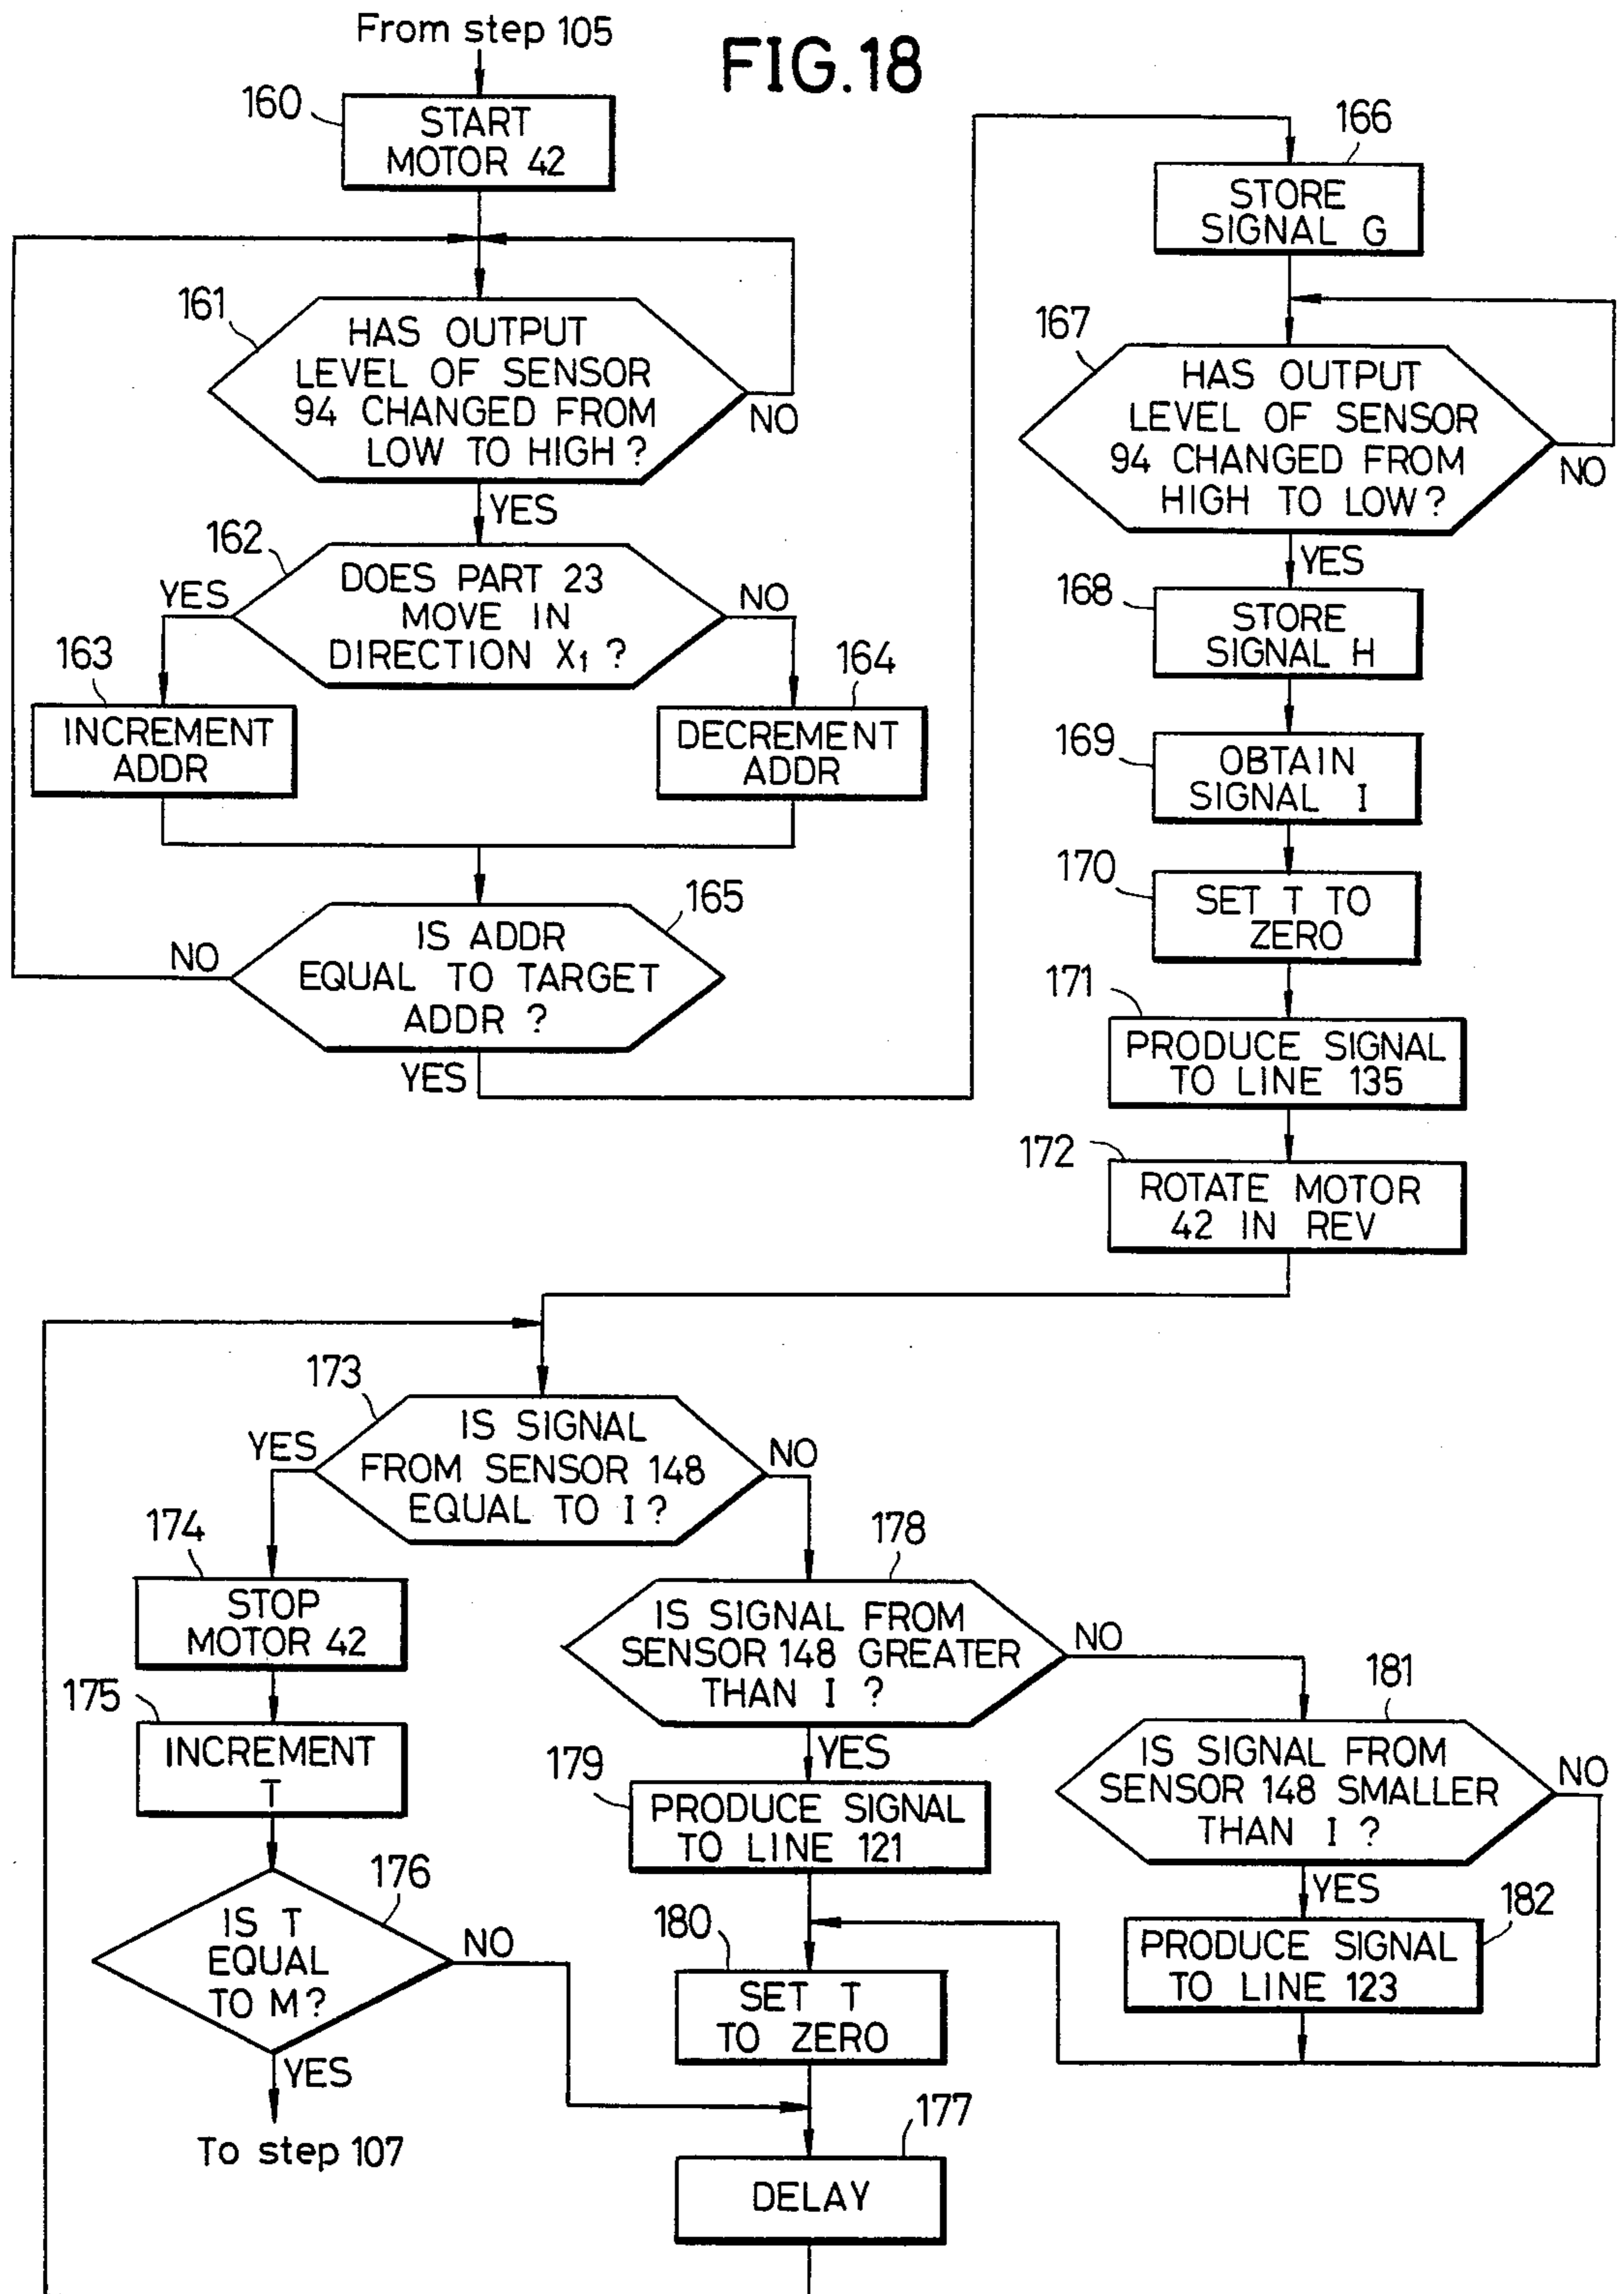 From step 105
FIG.18
160
START
MOTOR 42
161
HAS OUTPUT
LEVEL OF SENSOR
94 CHANGED FROM
LOW TO HIGH?
NO
YES
162
DOES PART 23
MOVE IN
DIRECTION X₁ ?
YES
NO
163
INCREMENT
ADDR
164
DECREMENT
ADDR
165
IS ADDR
EQUAL TO TARGET
ADDR ?
NO
YES
166
STORE
SIGNAL G
167
HAS OUTPUT
LEVEL OF SENSOR
94 CHANGED FROM
HIGH TO LOW?
NO
YES
168
STORE
SIGNAL H
169
OBTAIN
SIGNAL I
170
SET T TO
ZERO
171
PRODUCE SIGNAL
TO LINE 135
172
ROTATE MOTOR
42 IN REV
173
IS SIGNAL
FROM SENSOR 148
EQUAL TO I?
YES
NO
174
STOP
MOTOR 42
175
INCREMENT
T
176
IS T
EQUAL
TO M?
NO
YES
To step 107
178
IS SIGNAL FROM
SENSOR 148 GREATER
THAN I ?
NO
YES
179
PRODUCE SIGNAL
TO LINE 121
180
SET T
TO ZERO
177
DELAY
181
IS SIGNAL FROM
SENSOR 148 SMALLER
THAN I ?
NO
YES
182
PRODUCE SIGNAL
TO LINE 123